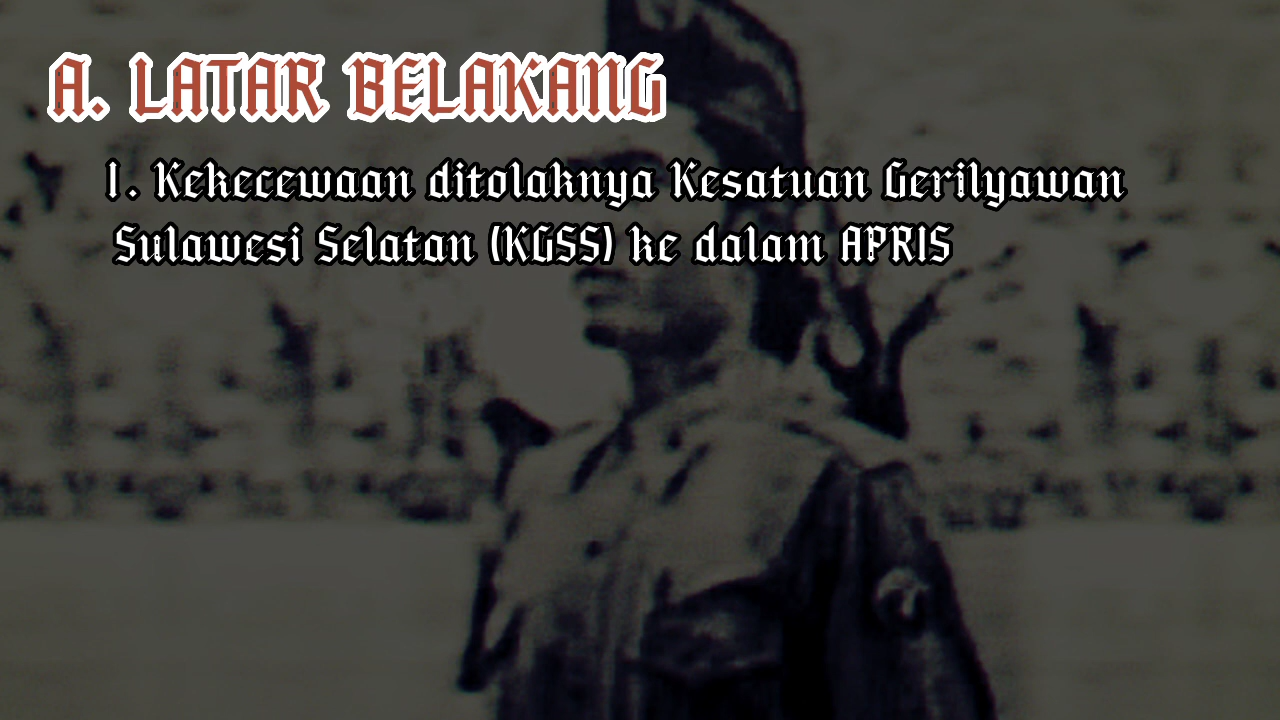 A. LATAR BELAKANG
1. Kekecewaan ditolaknya Kesatuan Gerilyawan
Sulawesi Selatan (KGSS) ke dalam APRIS